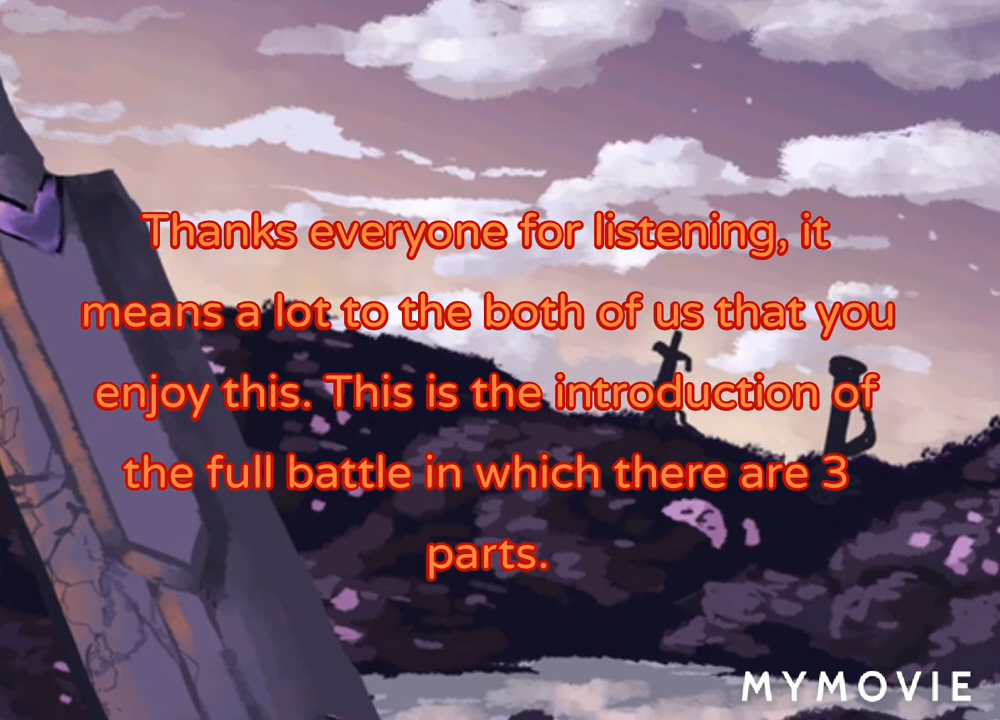 Thanks everyone for listening, it
means a lot to the both of us that you
enjoy this. This is the introduction of
the full battle in which there are 3
parts.
MYMOVIE